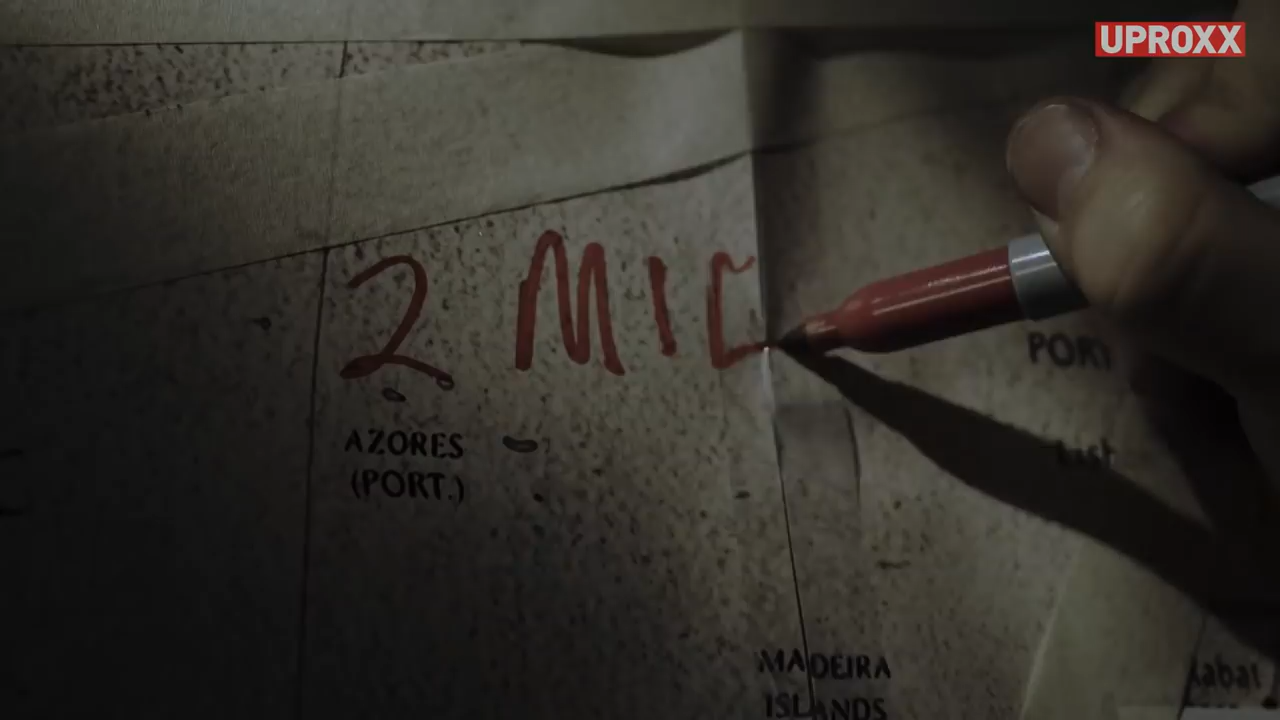 UPROXX
2 MIL
PORT
AZORES
(PORT.)
MADEIRA
ISLANDS
Rabat